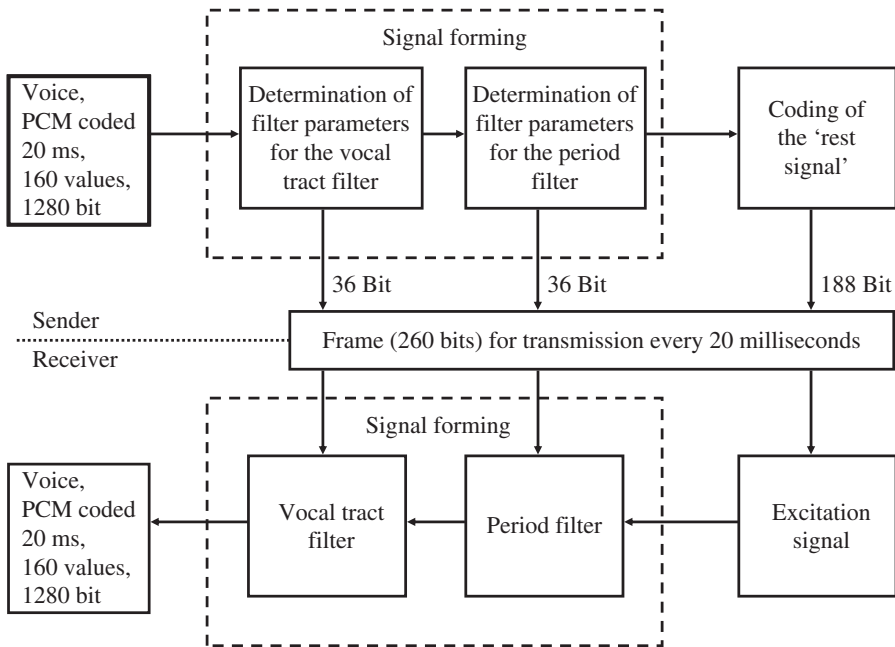 Signal forming
Voice,
PCM coded
20 ms,
160 values,
1280 bit
Determination of
filter parameters
for the vocal
tract filter
Determination of
filter parameters
for the period
filter
Coding of
the ‘rest
signal’
36 Bit
36 Bit
188 Bit
Sender
Receiver
Frame (260 bits) for transmission every 20 milliseconds
Signal forming
Voice,
PCM coded
20 ms,
160 values,
1280 bit
Vocal tract
filter
Period filter
Excitation
signal